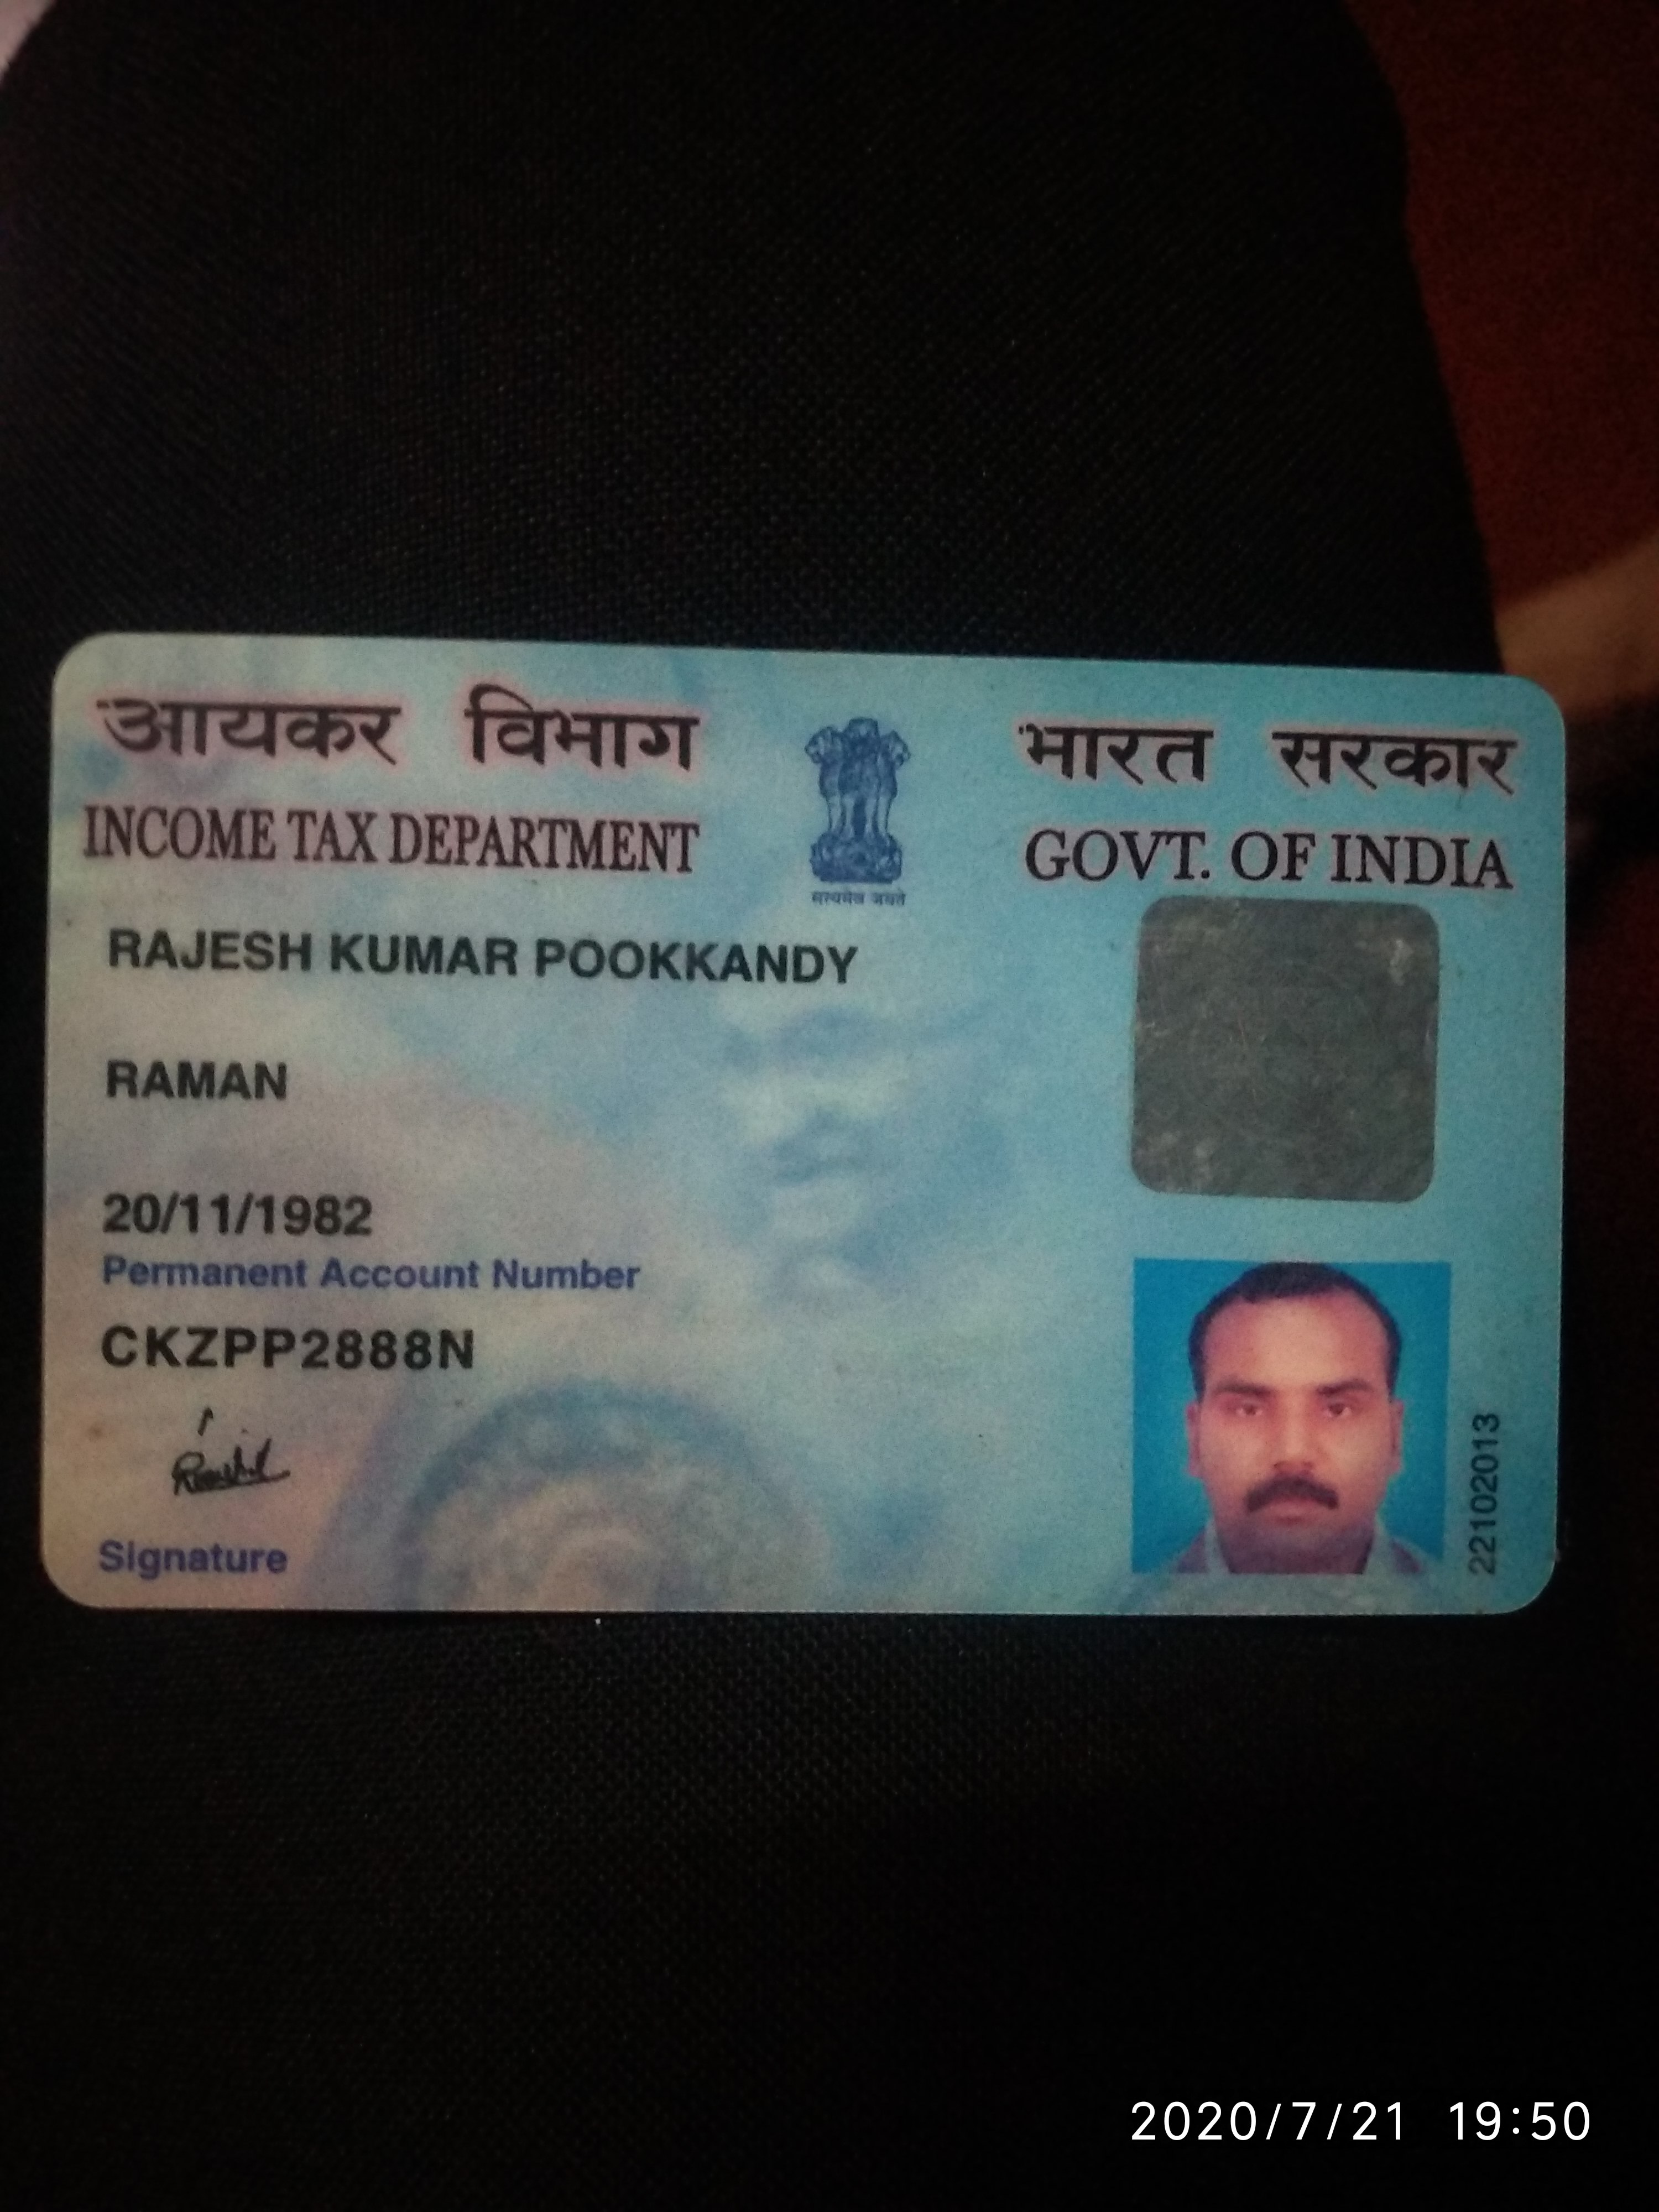 आयकर विभाग
INCOME TAX DEPARTMENT
सत्यमेव जयते
भारत सरकार
GOVT. OF INDIA
RAJESH KUMAR POOKKANDY
RAMAN
20/11/1982
Permanent Account Number
CKZPP2888N
Signature
22102013
2020/7/21 19:50